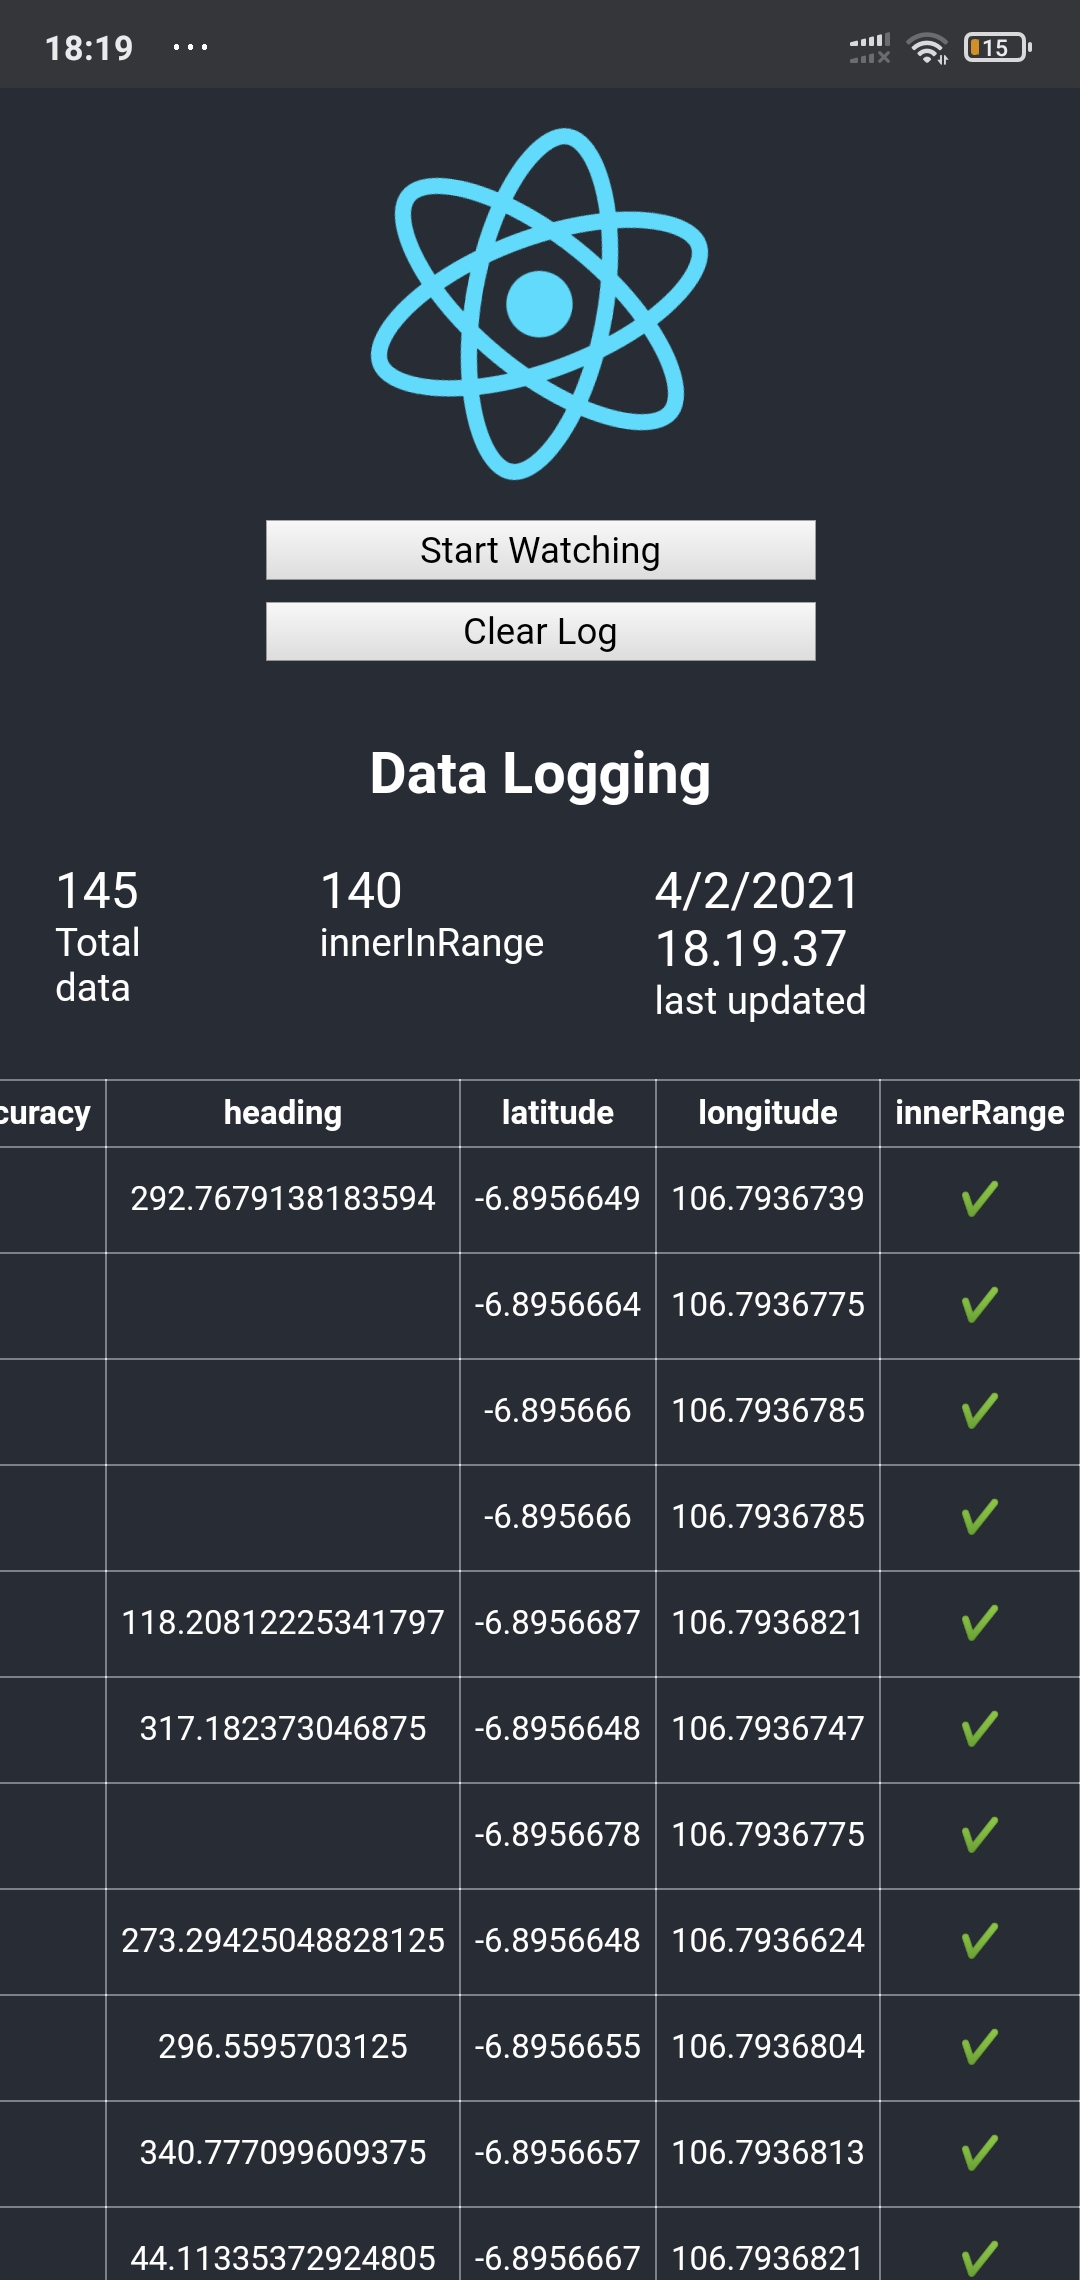 18:19 ...
15
Start Watching
Clear Log
Data Logging
145
Total
data
140
innerInRange
4/2/2021
18.19.37
last updated
curacy heading latitude longitude innerRange
292.7679138183594 -6.8956649 106.7936739 ✔
-6.8956664 106.7936775 ✔
-6.895666 106.7936785 ✔
-6.895666 106.7936785 ✔
118.20812225341797 -6.8956687 106.7936821 ✔
317.182373046875 -6.8956648 106.7936747 ✔
-6.8956678 106.7936775 ✔
273.29425048828125 -6.8956648 106.7936624 ✔
296.5595703125 -6.8956655 106.7936804 ✔
340.777099609375 -6.8956657 106.7936813 ✔
44.11335372924805 -6.8956667 106.7936821 ✔